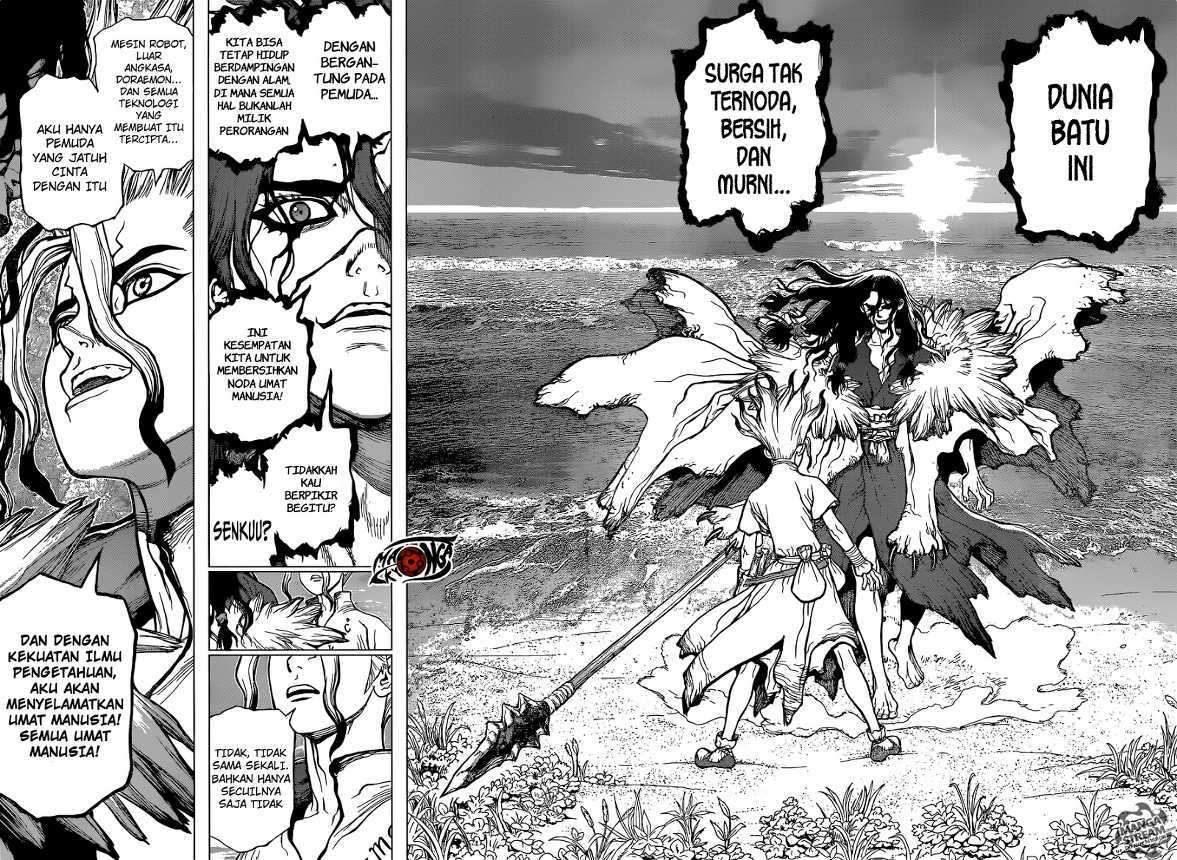 DUNIA
BATU
INI
SURGA TAK
TERNODA,
BERSIH,
DAN
MURNI...
DENGAN
BERGAN-
TUNG PADA
PEMUDA...
KITA BISA
TETAP HIDUP
BERDAMPINGAN
DENGAN ALAM,
DI MANA SEMUA
HAL BUKANLAH
MILIK
PERORANGAN
INI
KESEMPATAN
KITA UNTUK
MEMBERSIHKAN
NODA UMAT
MANUSIA!
TIDAKKAH
KAU
BERPIKIR
BEGITU?
SENKUU?
TIDAK, TIDAK
SAMA SEKALI.
BAHKAN HANYA
SECUILNYA
SAJA TIDAK
MESIN ROBOT,
LUAR
ANGKASA,
DORAEMON...
DAN SEMUA
TEKNOLOGI
YANG
MEMBUAT ITU
TERCIPTA...
AKU HANYA
PEMUDA
YANG JATUH
CINTA
DENGAN ITU
DAN DENGAN
KEKUATAN ILMU
PENGETAHUAN,
AKU AKAN
MENYELAMATKAN
UMAT MANUSIA!
SEMUA UMAT
MANUSIA!